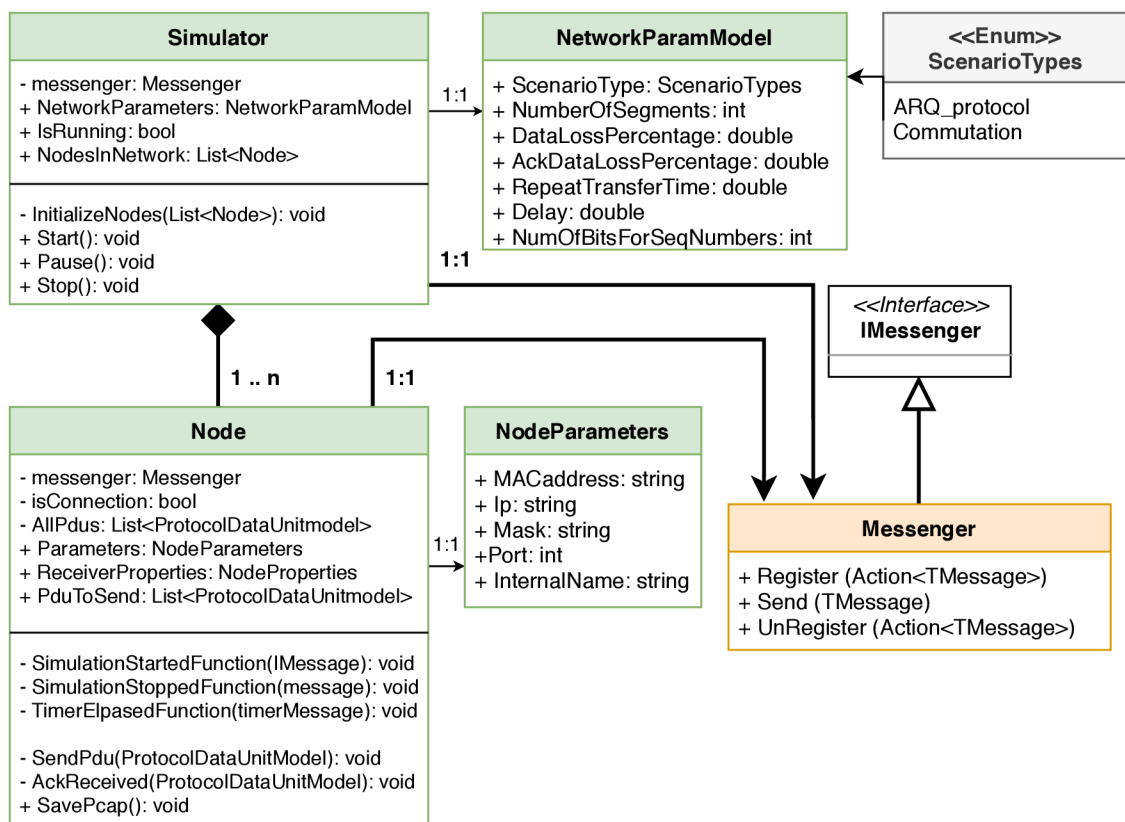 Simulator
- messenger: Messenger
+ NetworkParameters: NetworkParamModel
+ IsRunning: bool
+ NodesInNetwork: List<Node>
- InitializeNodes(List<Node>): void
+ Start(): void
+ Pause(): void
+ Stop(): void
1:1
NetworkParamModel
+ ScenarioType: ScenarioTypes
+ NumberOfSegments: int
+ DataLossPercentage: double
+ AckDataLossPercentage: double
+ RepeatTransferTime: double
+ Delay: double
+ NumOfBitsForSeqNumbers: int
<<Enum>>
ScenarioTypes
ARQ_protocol
Commutation
1:1
<<Interface>>
IMessenger
1 .. n
1:1
Node
- messenger: Messenger
- isConnection: bool
- AllPdus: List<ProtocolDataUnitmodel>
+ Parameters: NodeParameters
+ ReceiverProperties: NodeProperties
+ PduToSend: List<ProtocolDataUnitmodel>
- SimulationStartedFunction(IMessage): void
- SimulationStoppedFunction(message): void
- TimerElpasedFunction(timerMessage): void
- SendPdu(ProtocolDataUnitModel): void
- AckReceived(ProtocolDataUnitModel): void
+ SavePcap(): void
1:1
NodeParameters
+ MACaddress: string
+ Ip: string
+ Mask: string
+Port: int
+ InternalName: string
Messenger
+ Register (Action<TMessage>)
+ Send (TMessage)
+ UnRegister (Action<TMessage>)